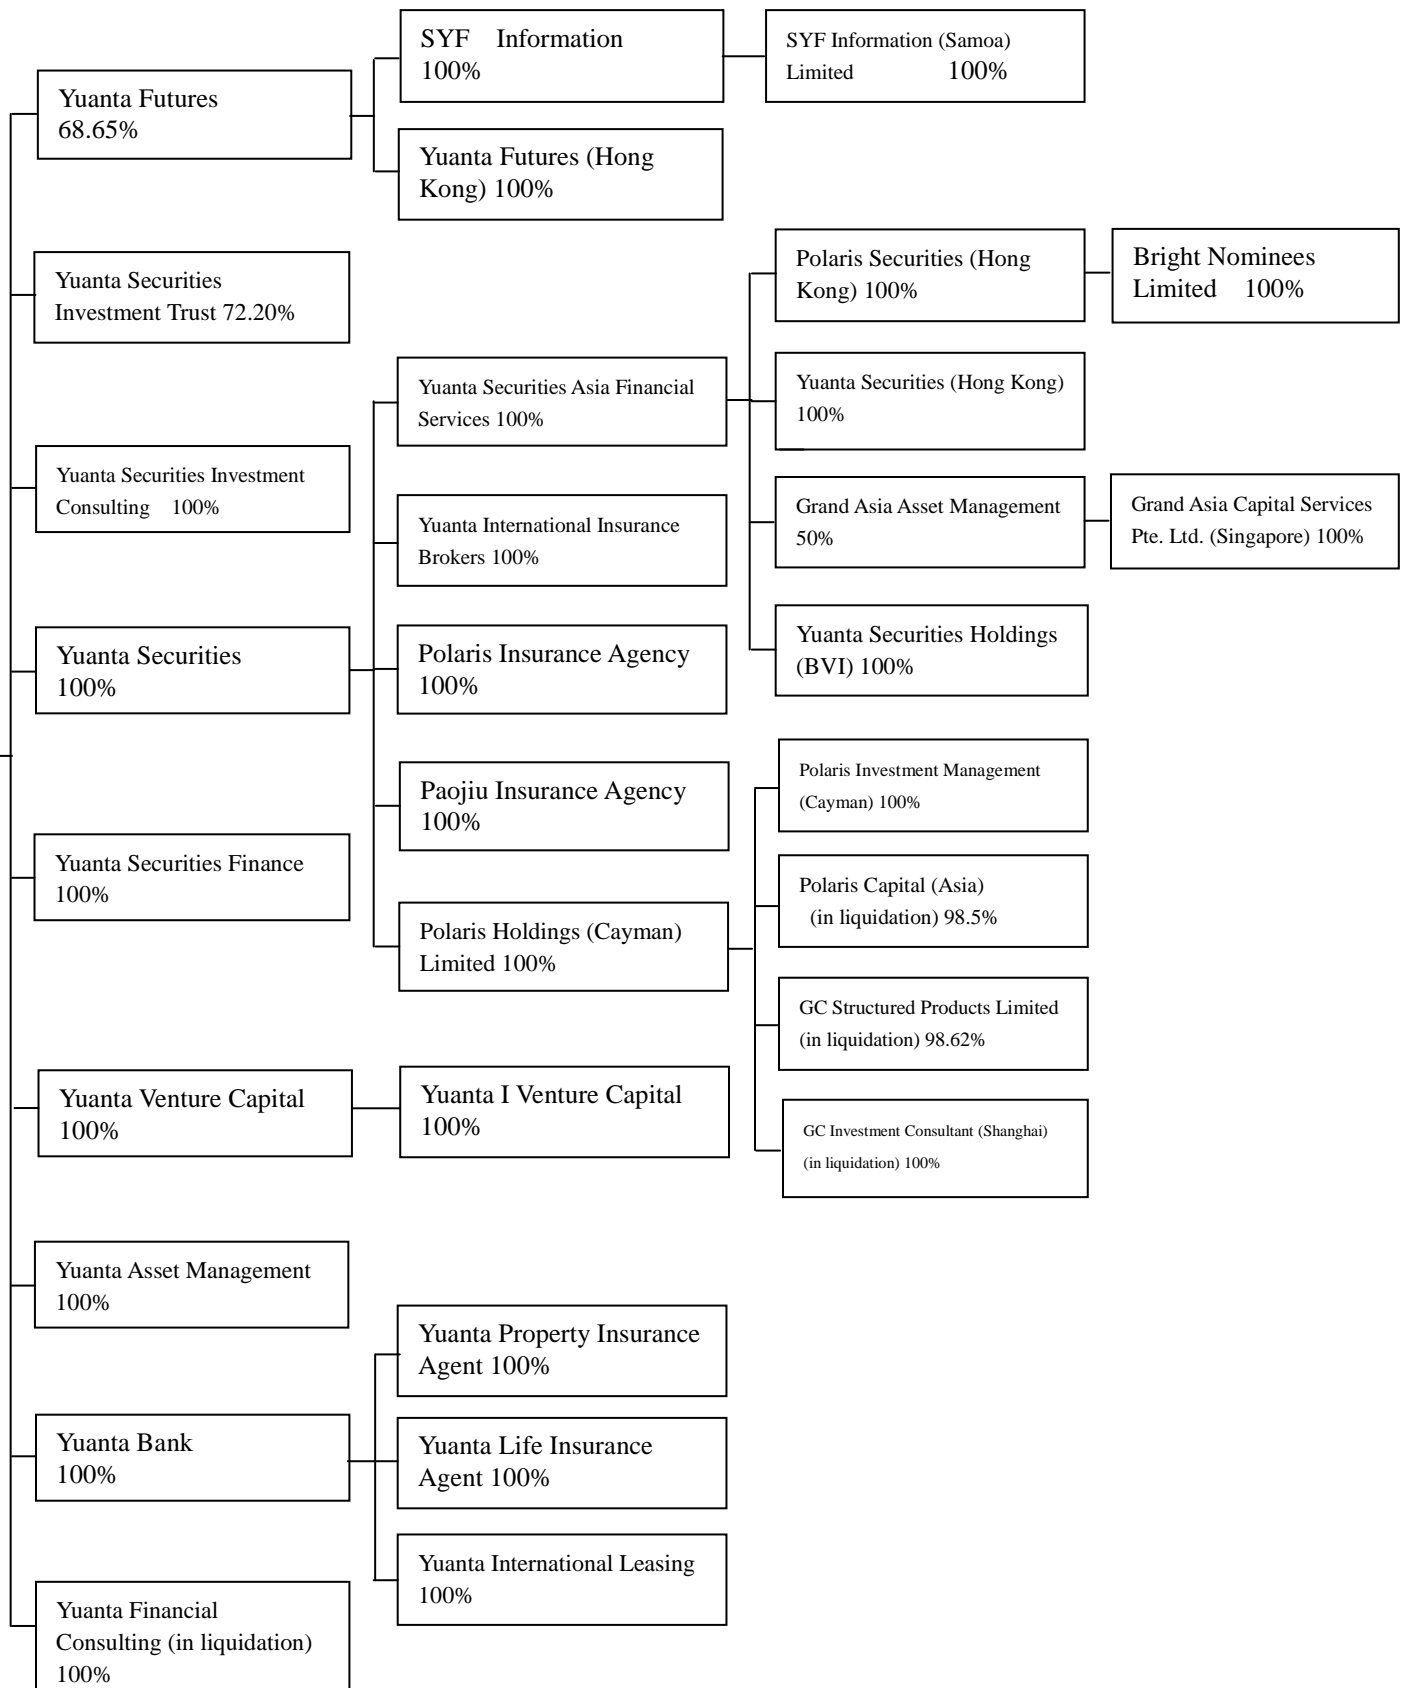 SYF Information
100%
SYF Information (Samoa)
Limited 100%
Yuanta Futures
68.65%
Yuanta Futures (Hong
Kong) 100%
Yuanta Securities
Investment Trust 72.20%
Polaris Securities (Hong
Kong) 100%
Bright Nominees
Limited 100%
Yuanta Securities Asia Financial
Services 100%
Yuanta Securities (Hong Kong)
100%
Yuanta Securities Investment
Consulting 100%
Yuanta International Insurance
Brokers 100%
Grand Asia Asset Management
50%
Grand Asia Capital Services
Pte. Ltd. (Singapore) 100%
Yuanta Securities
100%
Polaris Insurance Agency
100%
Yuanta Securities Holdings
(BVI) 100%
Paojiu Insurance Agency
100%
Polaris Investment Management
(Cayman) 100%
Yuanta Securities Finance
100%
Polaris Capital (Asia)
(in liquidation) 98.5%
Polaris Holdings (Cayman)
Limited 100%
GC Structured Products Limited
(in liquidation) 98.62%
Yuanta Venture Capital
100%
Yuanta I Venture Capital
100%
GC Investment Consultant (Shanghai)
(in liquidation) 100%
Yuanta Asset Management
100%
Yuanta Property Insurance
Agent 100%
Yuanta Bank
100%
Yuanta Life Insurance
Agent 100%
Yuanta International Leasing
100%
Yuanta Financial
Consulting (in liquidation)
100%